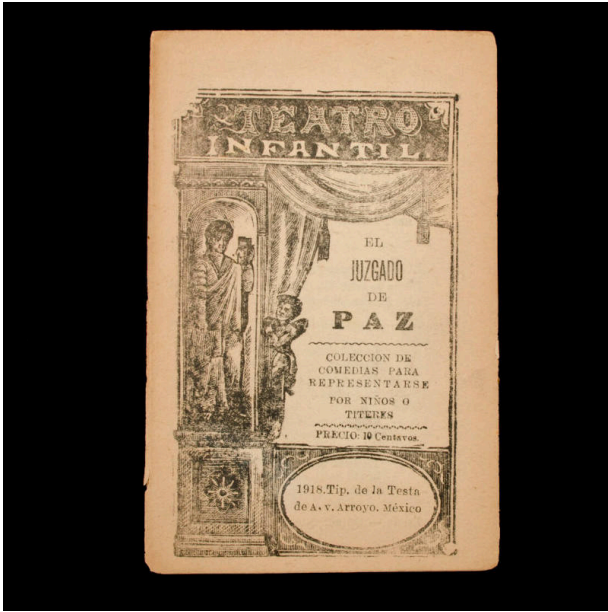 TEATRO
INFANTIL
EL
JUZGADO
DE
PAZ
COLECCION DE
COMEDIAS PARA
REPRESENTARSE
POR NIÑOS O
TITERES
PRECIO: 10 Centavos.
1918.Tip. de la Testa
de A. v. Arroyo. México